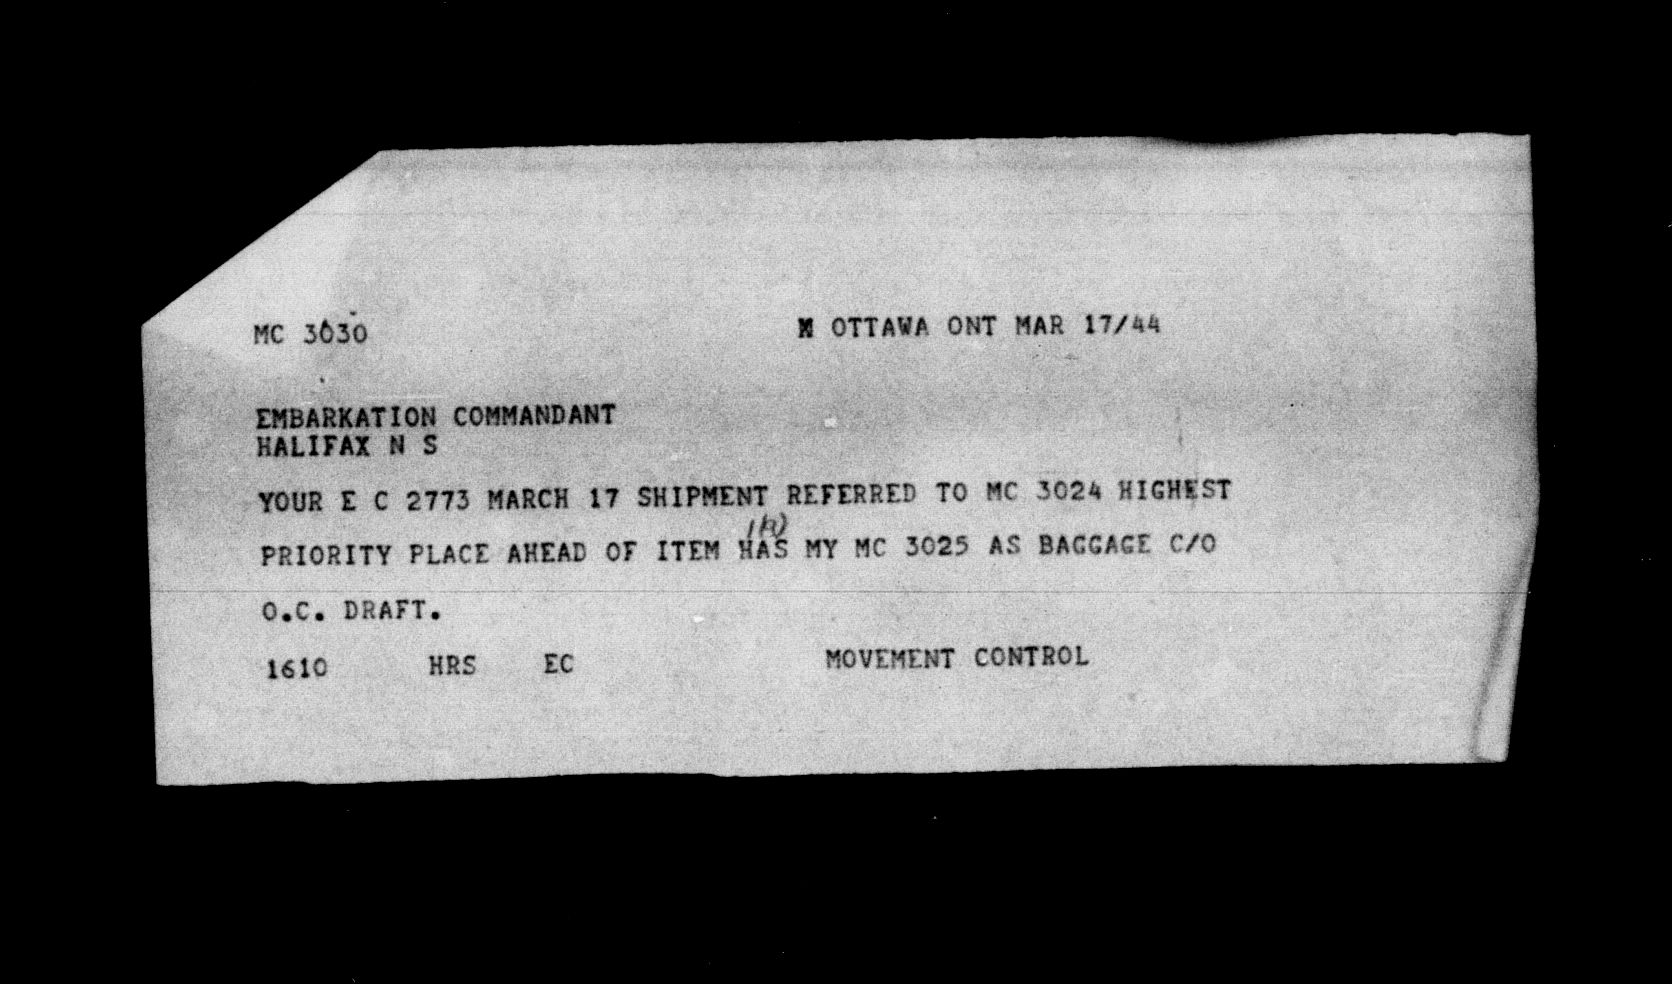 MC 3030 M OTTAWA ONT MAR 17/44
EMBARKATION COMMANDANT
HALIFAX N S
YOUR E C 2773 MARCH 17 SHIPMENT REFERRED TO MC 3024 HIGHEST
1(a)
PRIORITY PLACE AHEAD OF ITEM HAS MY MC 3025 AS BAGGAGE C/O
O.C. DRAFT.
1610 HRS EC MOVEMENT CONTROL